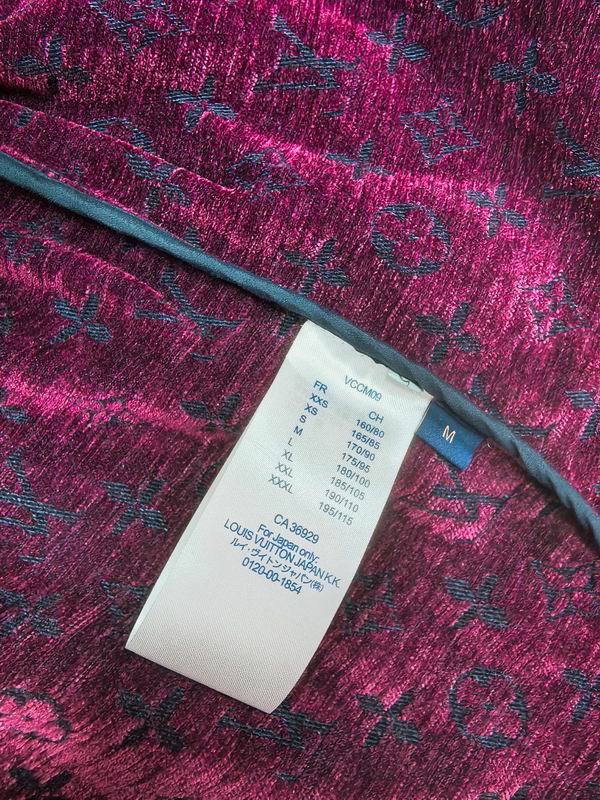 VCCM09
FR CH
XXS 160/80
XS 165/85
S 170/90
M 175/95
L 180/100
XL 185/105
XXL 190/110
XXXL 195/115
CA 36929
For Japan only:
LOUIS VUITTON JAPAN K.K.
ルイ・ヴィトンジャパン(株)
0120-00-1854
M